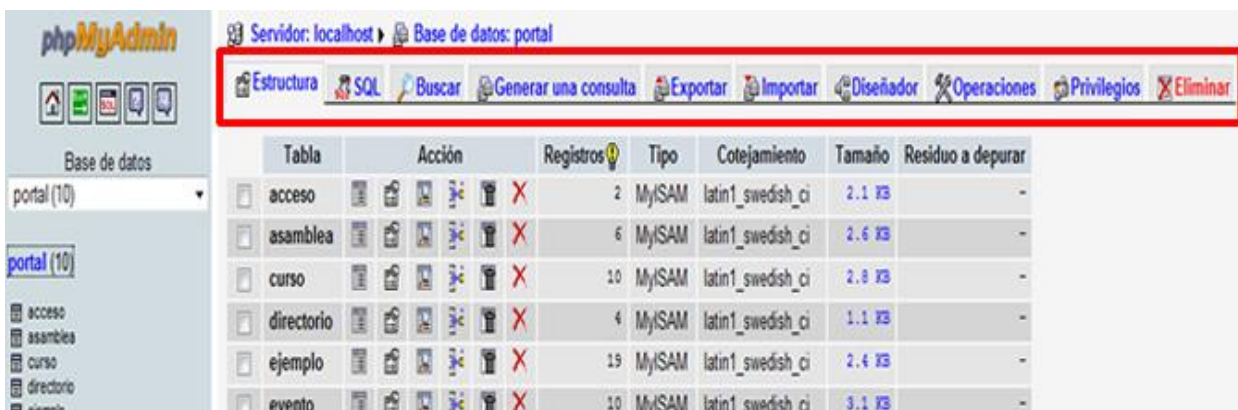 phpMyAdmin
Base de datos
portal (10)
portal (10)
acceso
asamblea
curso
directorio
ejemplo
Servidor: localhost Base de datos: portal
Estructura SQL Buscar Generar una consulta Exportar Importar Diseñador Operaciones Privilegios Eliminar
Tabla Acción Registros Tipo Cotejamiento Tamaño Residuo a depurar
acceso 2 MyISAM latin1_swedish_ci 2.1 KB -
asamblea 6 MyISAM latin1_swedish_ci 2.6 KB -
curso 10 MyISAM latin1_swedish_ci 2.8 KB -
directorio 4 MyISAM latin1_swedish_ci 1.1 KB -
ejemplo 19 MyISAM latin1_swedish_ci 2.4 KB -
evento 10 MyISAM latin1_swedish_ci 3.1 KB -